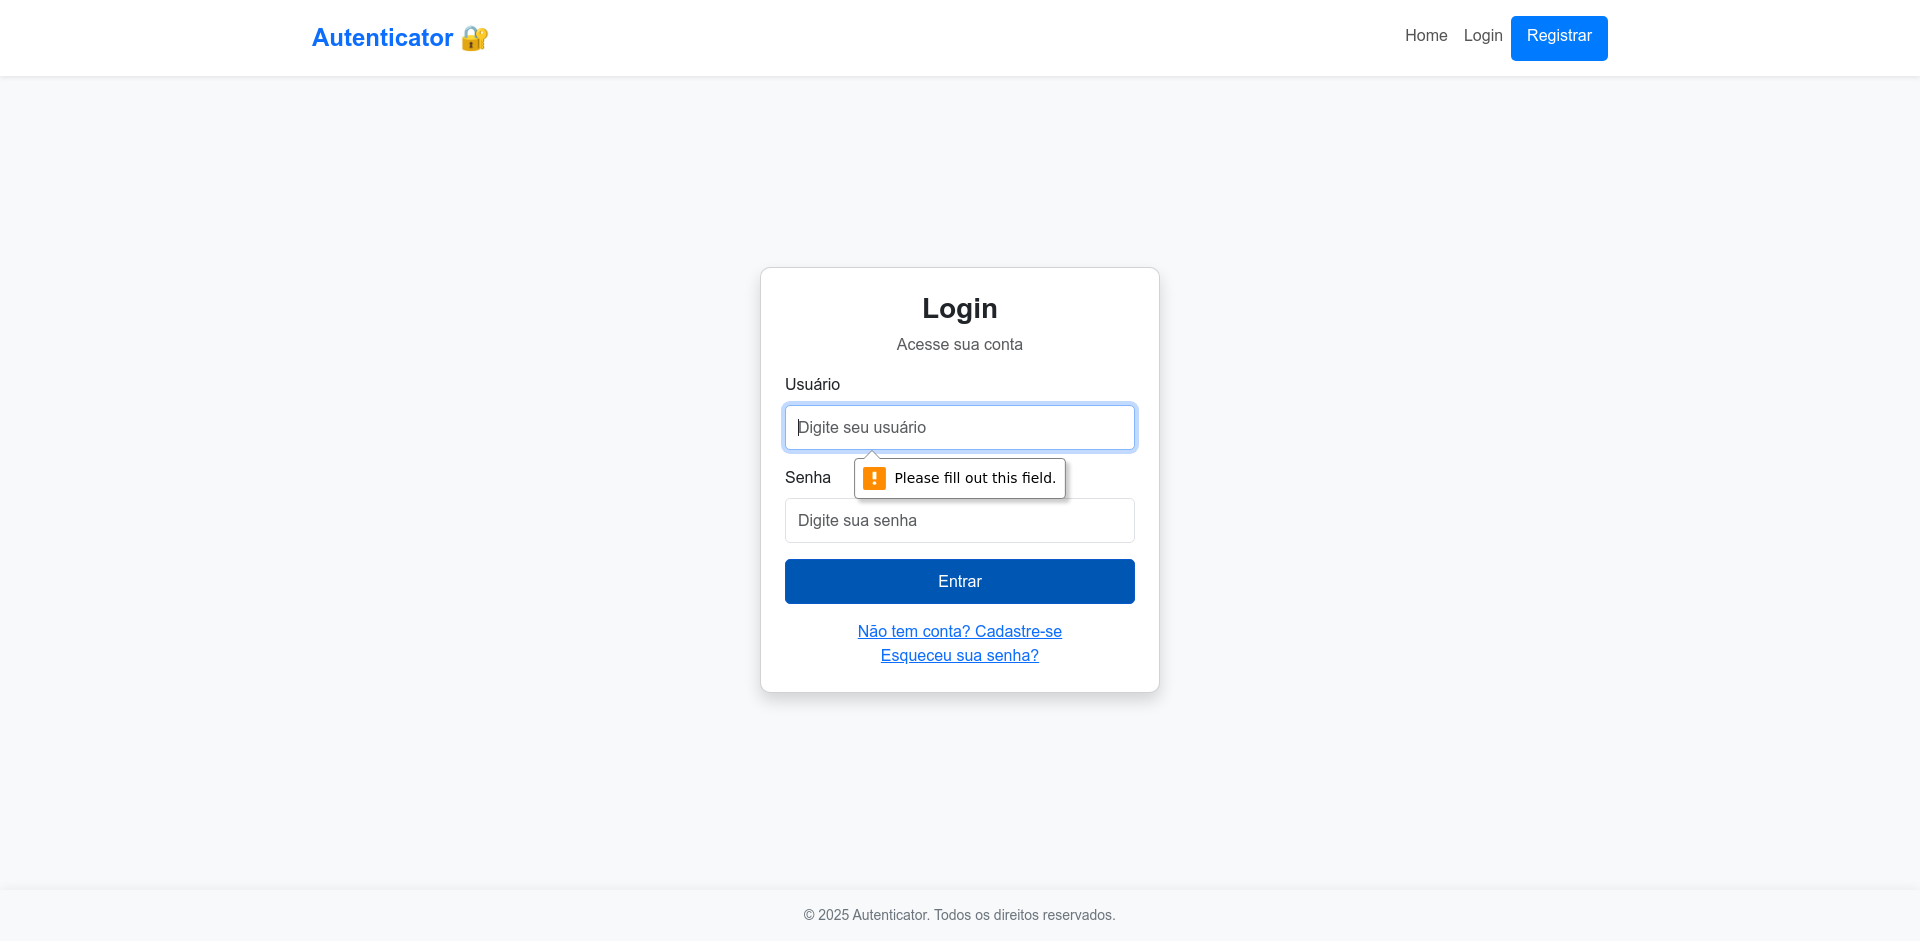 Autenticator 🔐
Home Login Registrar
Login
Acesse sua conta
Usuário
Digite seu usuário
Please fill out this field.
Senha
Digite sua senha
Entrar
Não tem conta? Cadastre-se
Esqueceu sua senha?
© 2025 Autenticator. Todos os direitos reservados.